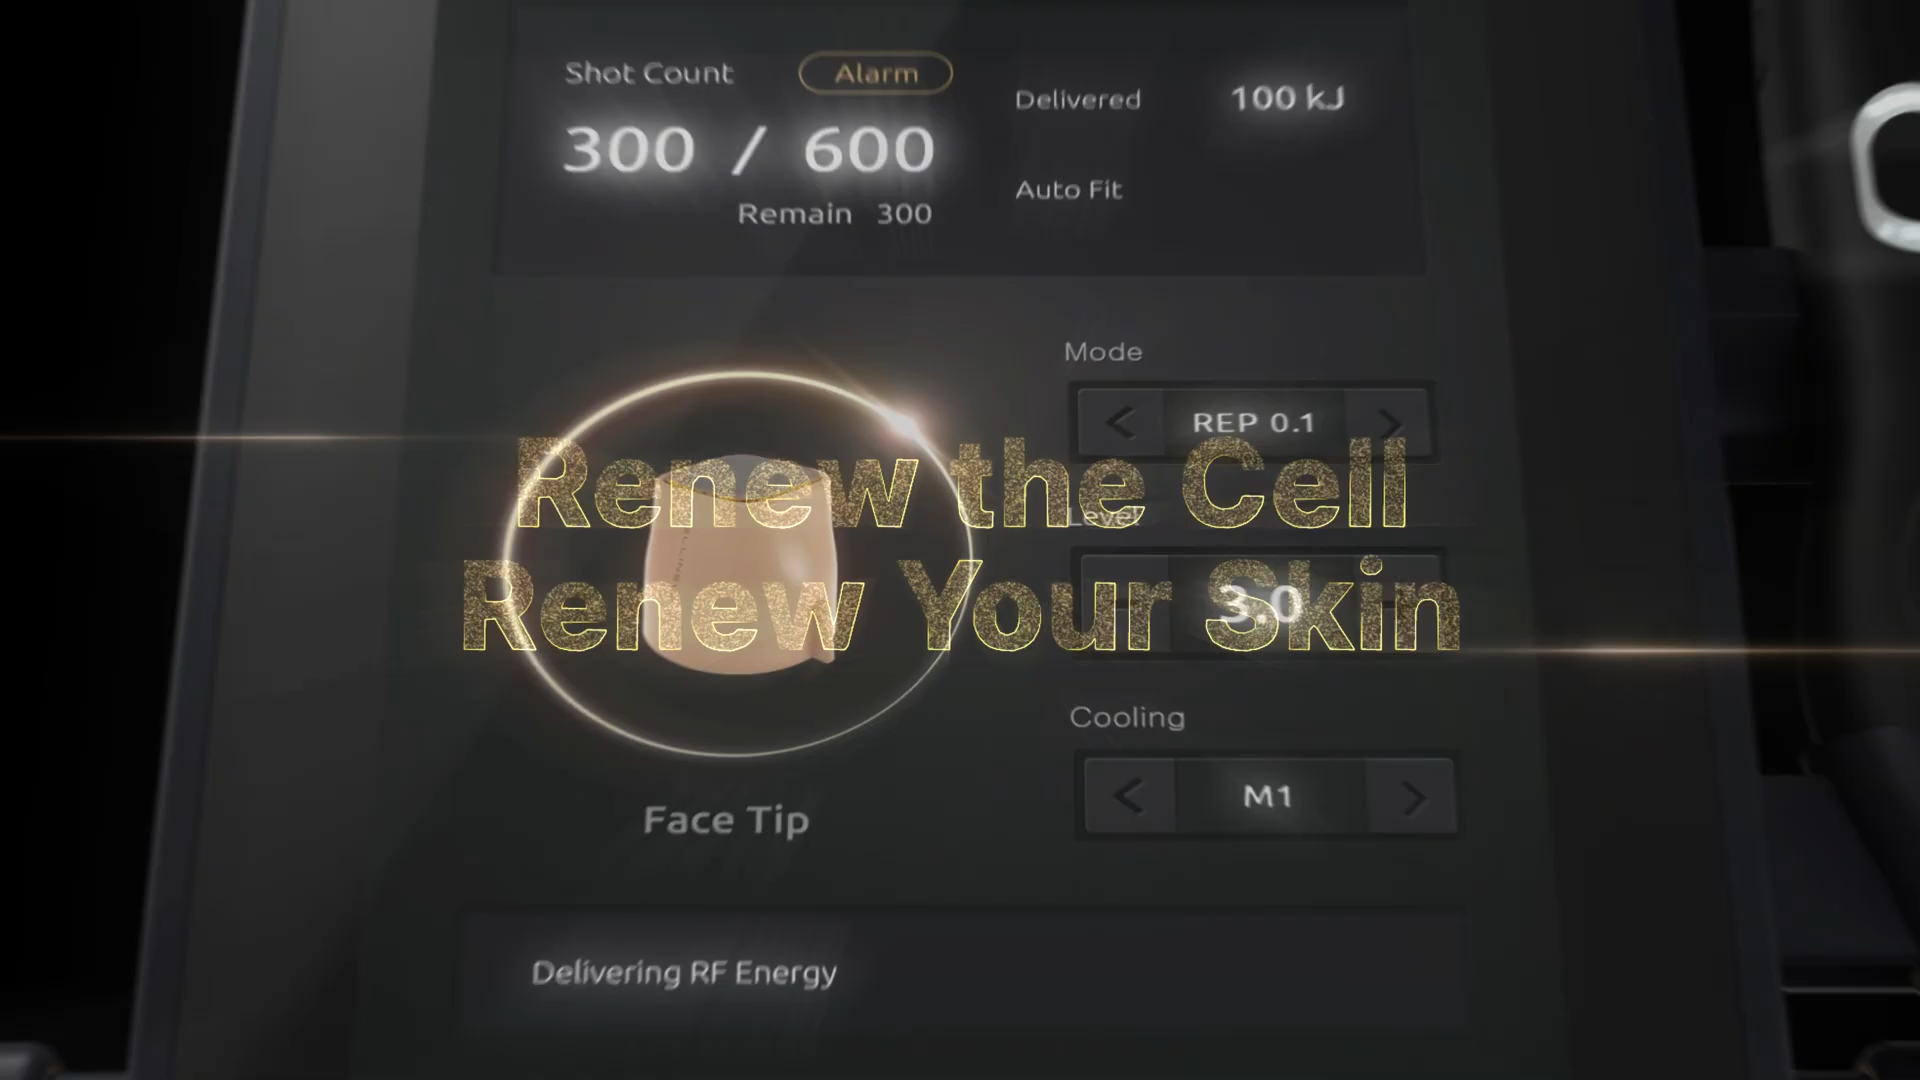 Shot Count
Alarm
300 / 600
Remain 300
Delivered 100 kJ
Auto Fit
Mode
REP 0.1
Renew the Cell
Level
Renew Your Skin
3.0
Cooling
M1
Face Tip
Delivering RF Energy